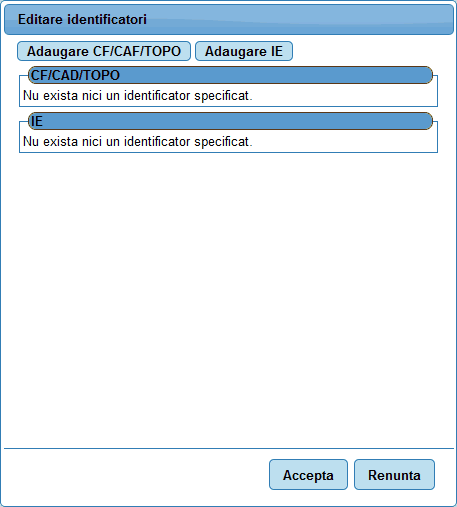 Editare identificatori
Adaugare CF/CAF/TOPO Adaugare IE
CF/CAD/TOPO
Nu exista nici un identificator specificat.
IE
Nu exista nici un identificator specificat.
Accepta Renunta